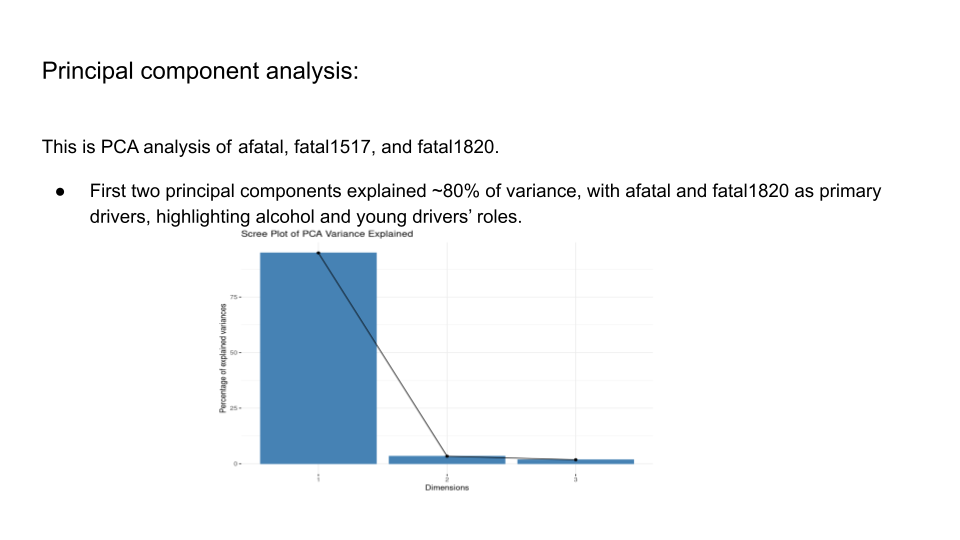 Principal component analysis:
This is PCA analysis of afatal, fatal1517, and fatal1820.
● First two principal components explained ~80% of variance, with afatal and fatal1820 as primary
drivers, highlighting alcohol and young drivers’ roles.
Scree Plot of PCA Variance Explained
Percentage of explained variances
75
50
25
0
1 2 3
Dimensions